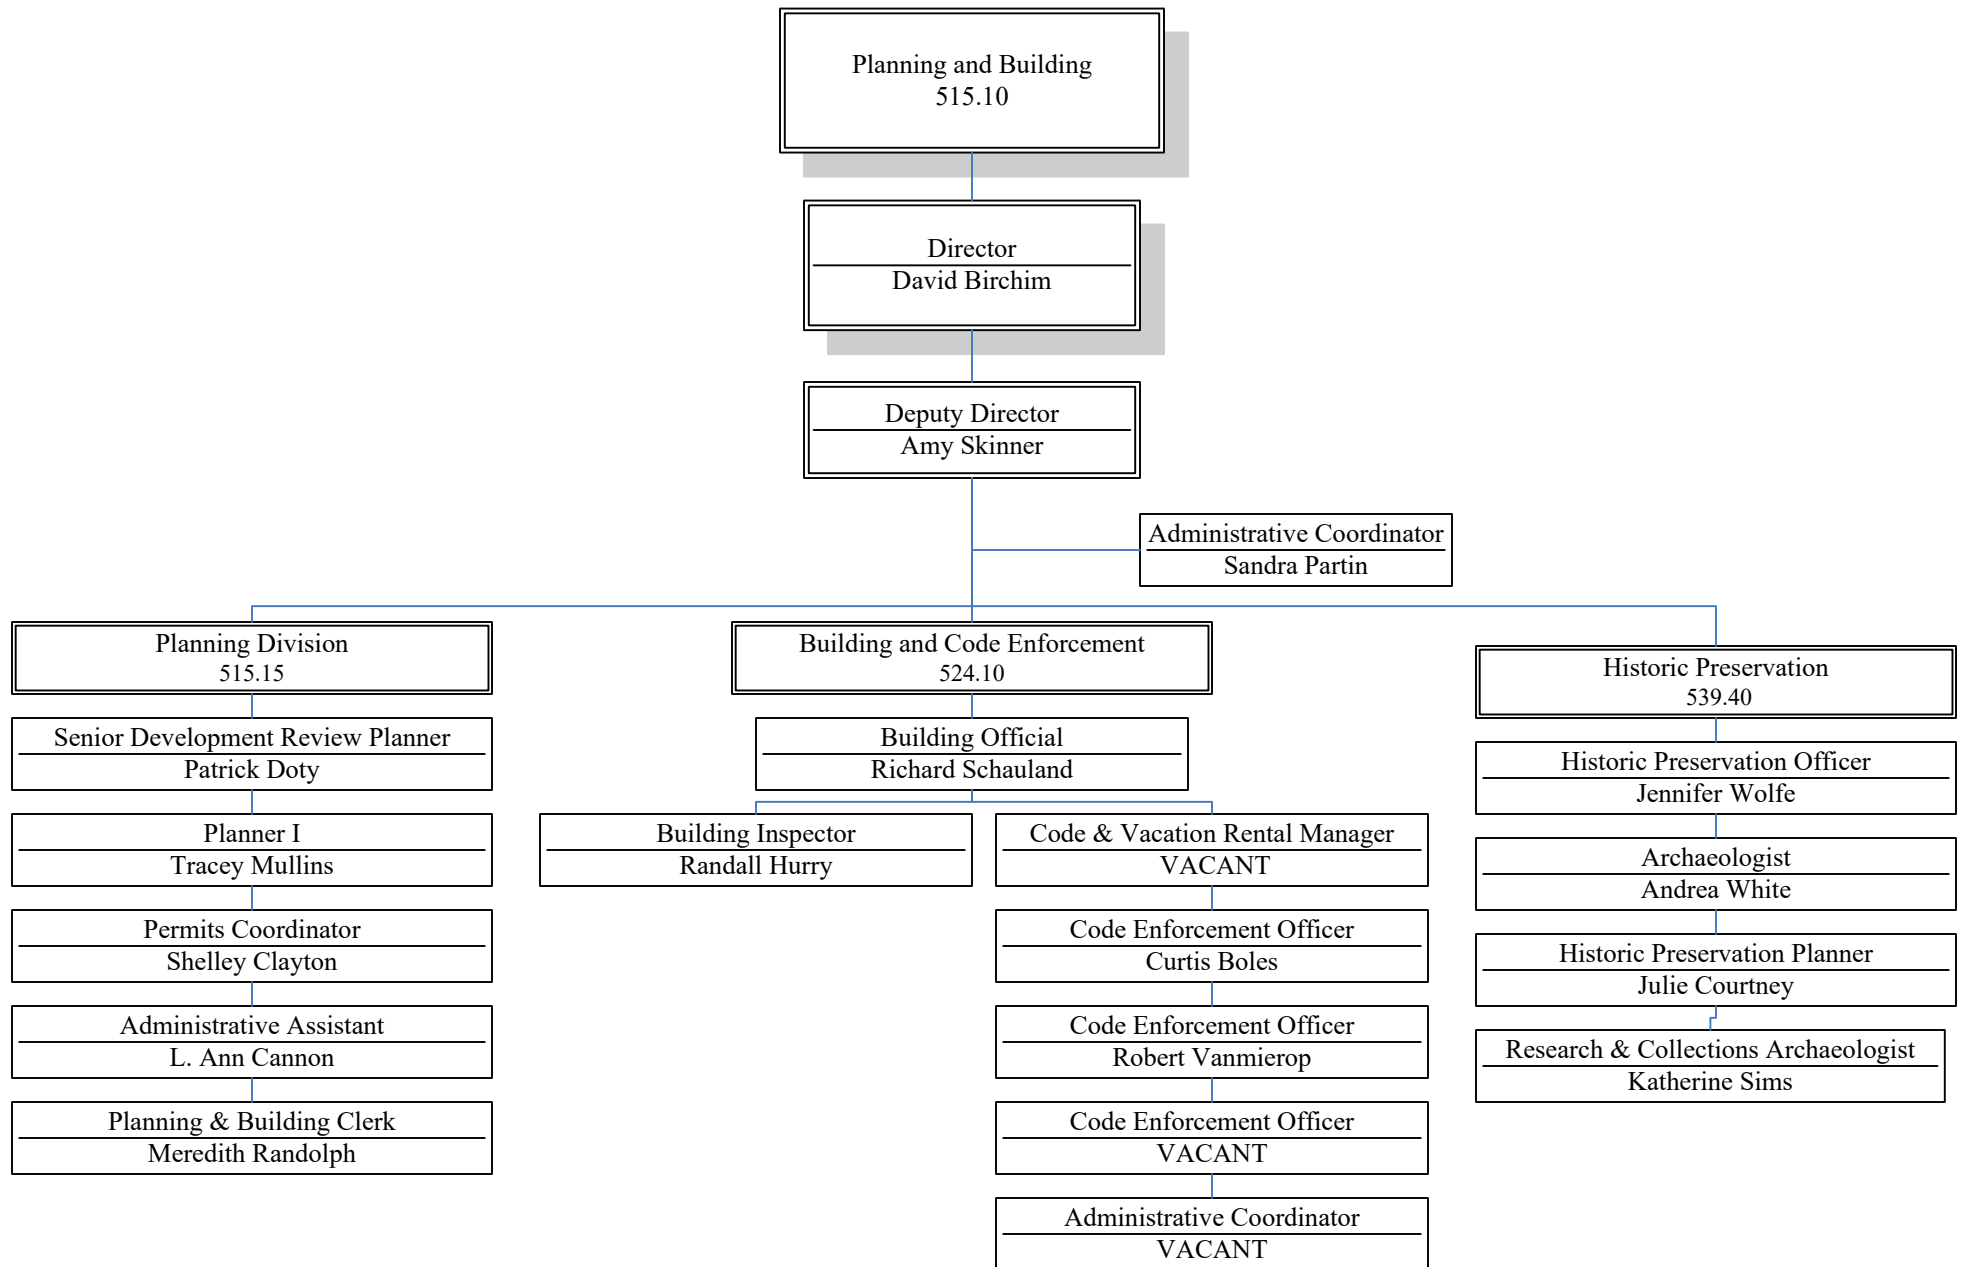 Planning and Building
515.10
Director
David Birchim
Deputy Director
Amy Skinner
Administrative Coordinator
Sandra Partin
Planning Division
515.15
Senior Development Review Planner
Patrick Doty
Planner I
Tracey Mullins
Permits Coordinator
Shelley Clayton
Administrative Assistant
L. Ann Cannon
Planning & Building Clerk
Meredith Randolph
Building and Code Enforcement
524.10
Building Official
Richard Schauland
Building Inspector
Randall Hurry
Code & Vacation Rental Manager
VACANT
Code Enforcement Officer
Curtis Boles
Code Enforcement Officer
Robert Vanmierop
Code Enforcement Officer
VACANT
Administrative Coordinator
VACANT
Historic Preservation
539.40
Historic Preservation Officer
Jennifer Wolfe
Archaeologist
Andrea White
Historic Preservation Planner
Julie Courtney
Research & Collections Archaeologist
Katherine Sims